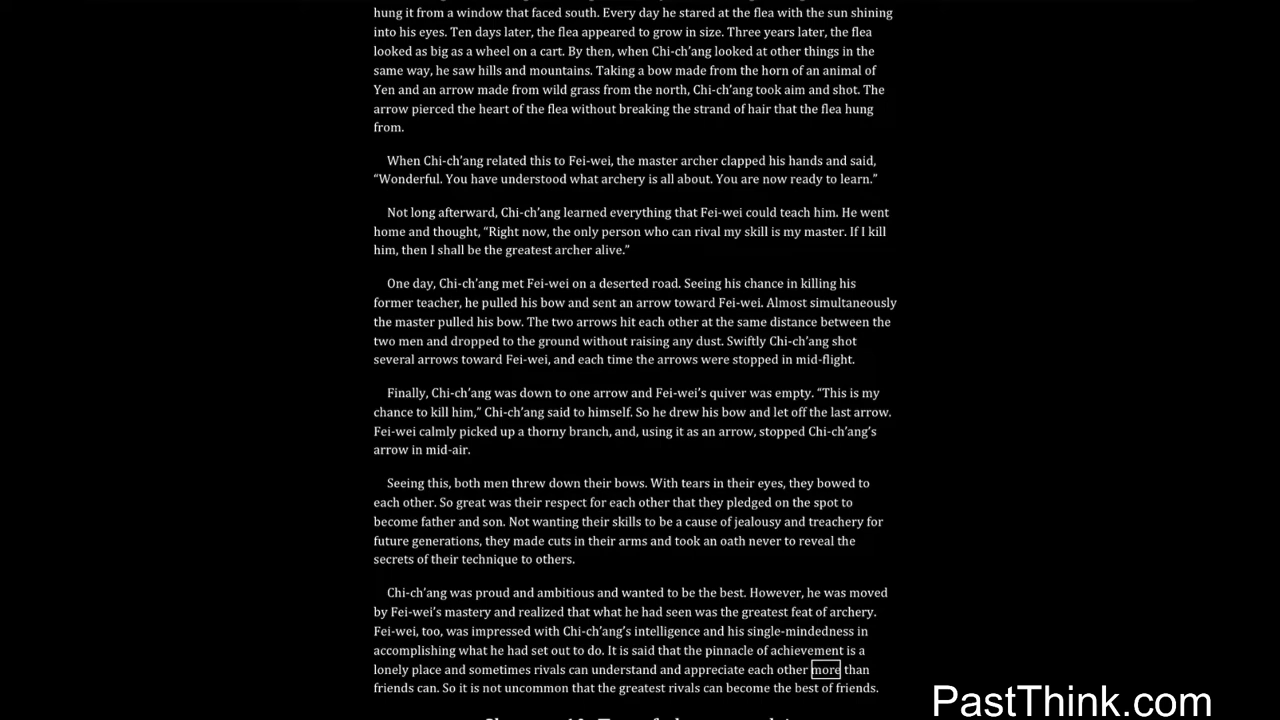 hung it from a window that faced south. Every day he stared at the flea with the sun shining
into his eyes. Ten days later, the flea appeared to grow in size. Three years later, the flea
looked as big as a wheel on a cart. By then, when Chi-ch’ang looked at other things in the
same way, he saw hills and mountains. Taking a bow made from the horn of an animal of
Yen and an arrow made from wild grass from the north, Chi-ch’ang took aim and shot. The
arrow pierced the heart of the flea without breaking the strand of hair that the flea hung
from.
When Chi-ch’ang related this to Fei-wei, the master archer clapped his hands and said,
“Wonderful. You have understood what archery is all about. You are now ready to learn.”
Not long afterward, Chi-ch’ang learned everything that Fei-wei could teach him. He went
home and thought, “Right now, the only person who can rival my skill is my master. If I kill
him, then I shall be the greatest archer alive.”
One day, Chi-ch’ang met Fei-wei on a deserted road. Seeing his chance in killing his
former teacher, he pulled his bow and sent an arrow toward Fei-wei. Almost simultaneously
the master pulled his bow. The two arrows hit each other at the same distance between the
two men and dropped to the ground without raising any dust. Swiftly Chi-ch’ang shot
several arrows toward Fei-wei, and each time the arrows were stopped in mid-flight.
Finally, Chi-ch’ang was down to one arrow and Fei-wei’s quiver was empty. “This is my
chance to kill him,” Chi-ch’ang said to himself. So he drew his bow and let off the last arrow.
Fei-wei calmly picked up a thorny branch, and, using it as an arrow, stopped Chi-ch’ang’s
arrow in mid-air.
Seeing this, both men threw down their bows. With tears in their eyes, they bowed to
each other. So great was their respect for each other that they pledged on the spot to
become father and son. Not wanting their skills to be a cause of jealousy and treachery for
future generations, they made cuts in their arms and took an oath never to reveal the
secrets of their technique to others.
Chi-ch’ang was proud and ambitious and wanted to be the best. However, he was moved
by Fei-wei’s mastery and realized that what he had seen was the greatest feat of archery.
Fei-wei, too, was impressed with Chi-ch’ang’s intelligence and his single-mindedness in
accomplishing what he had set out to do. It is said that the pinnacle of achievement is a
lonely place and sometimes rivals can understand and appreciate each other more than
friends can. So it is not uncommon that the greatest rivals can become the best of friends.
PastThink.com